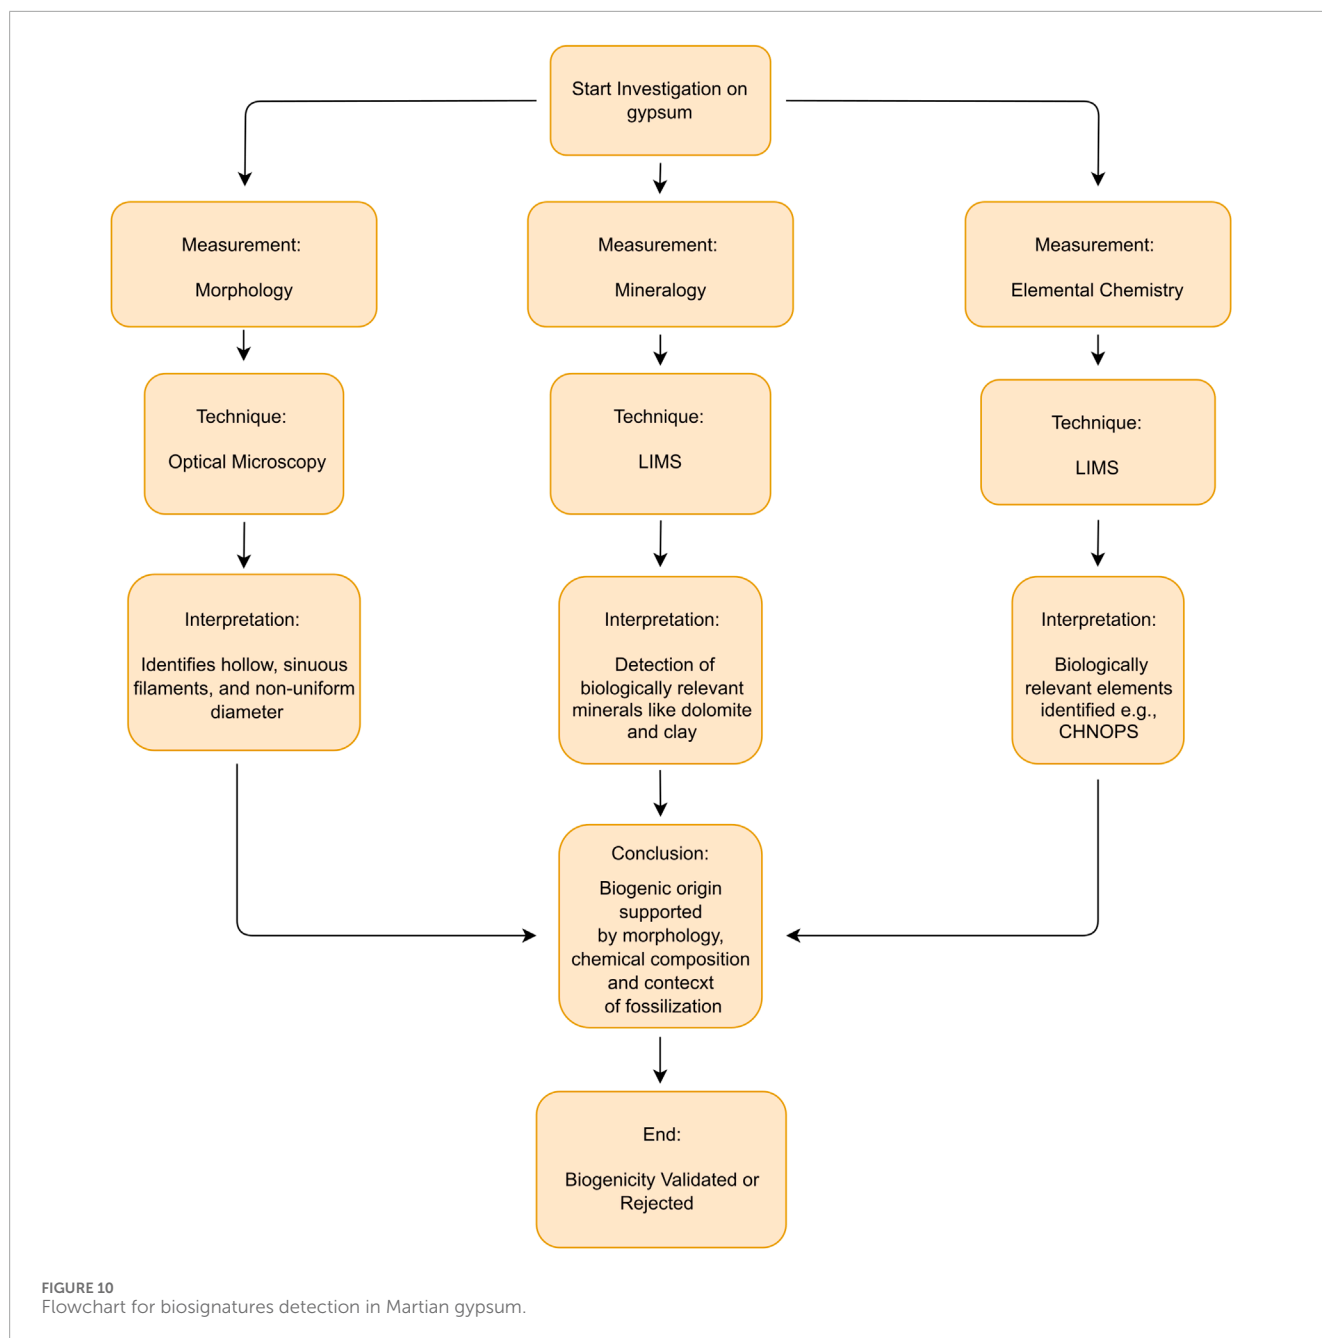 Start Investigation on
gypsum
Measurement:
Morphology
Measurement:
Mineralogy
Measurement:
Elemental Chemistry
Technique:
Optical Microscopy
Technique:
LIMS
Technique:
LIMS
Interpretation:
Identifies hollow, sinuous
filaments, and non-uniform
diameter
Interpretation:
Detection of
biologically relevant
minerals like dolomite
and clay
Interpretation:
Biologically
relevant elements
identified e.g.,
CHNOPS
Conclusion:
Biogenic origin
supported
by morphology,
chemical composition
and contecxt
of fossilization
End:
Biogenicity Validated or
Rejected
FIGURE 10
Flowchart for biosignatures detection in Martian gypsum.